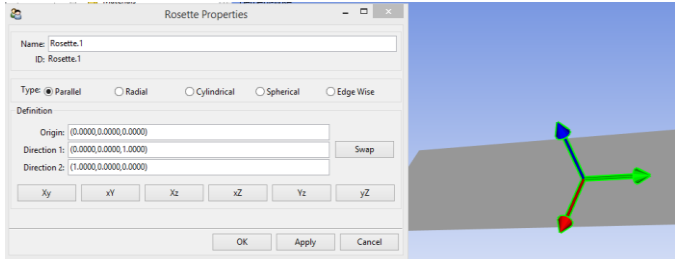 Rosette Properties
Name: Rosette.1
ID: Rosette.1
Type: Parallel Radial Cylindrical Spherical Edge Wise
Definition
Origin: (0.0000,0.0000,0.0000)
Direction 1: (0.0000,0.0000,1.0000) Swap
Direction 2: (1.0000,0.0000,0.0000)
Xy xY Xz xZ Yz yZ
OK Apply Cancel